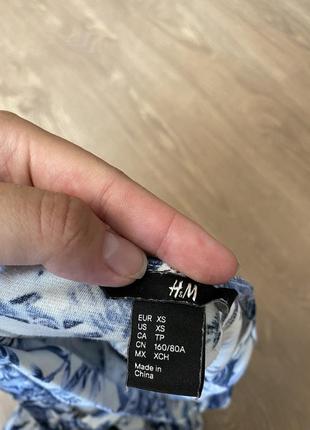 H&M
EUR XS
US XS
CA TP
CN 160/80A
MX XCH
Made in
China